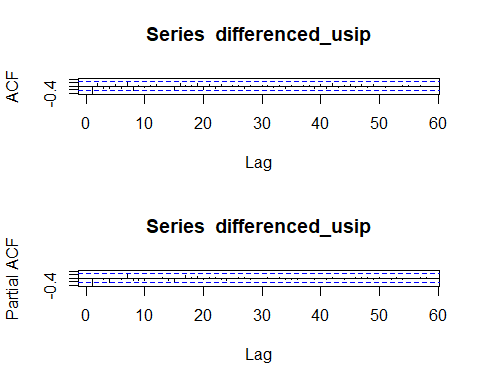 Series differenced_usip
ACF
-0.4
0 10 20 30 40 50 60
Lag
Series differenced_usip
Partial ACF
-0.4
0 10 20 30 40 50 60
Lag